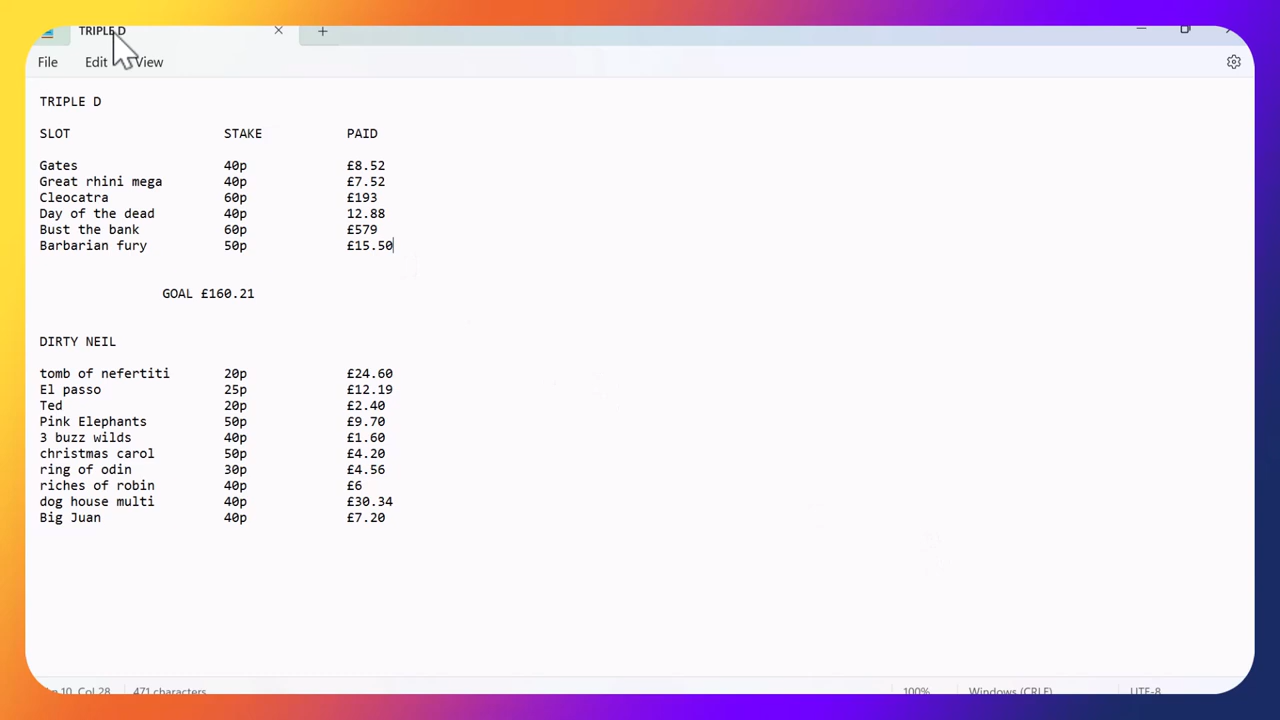 TRIPLE D
File Edit View
TRIPLE D
SLOT STAKE PAID
Gates 40p £8.52
Great rhini mega 40p £7.52
Cleocatra 60p £193
Day of the dead 40p 12.88
Bust the bank 60p £579
Barbarian fury 50p £15.50
GOAL £160.21
DIRTY NEIL
tomb of nefertiti 20p £24.60
El passo 25p £12.19
Ted 20p £2.40
Pink Elephants 50p £9.70
3 buzz wilds 40p £1.60
christmas carol 50p £4.20
ring of odin 30p £4.56
riches of robin 40p £6
dog house multi 40p £30.34
Big Juan 40p £7.20
Ln 10, Col 28 471 characters 100% Windows (CRLF) UTF-8